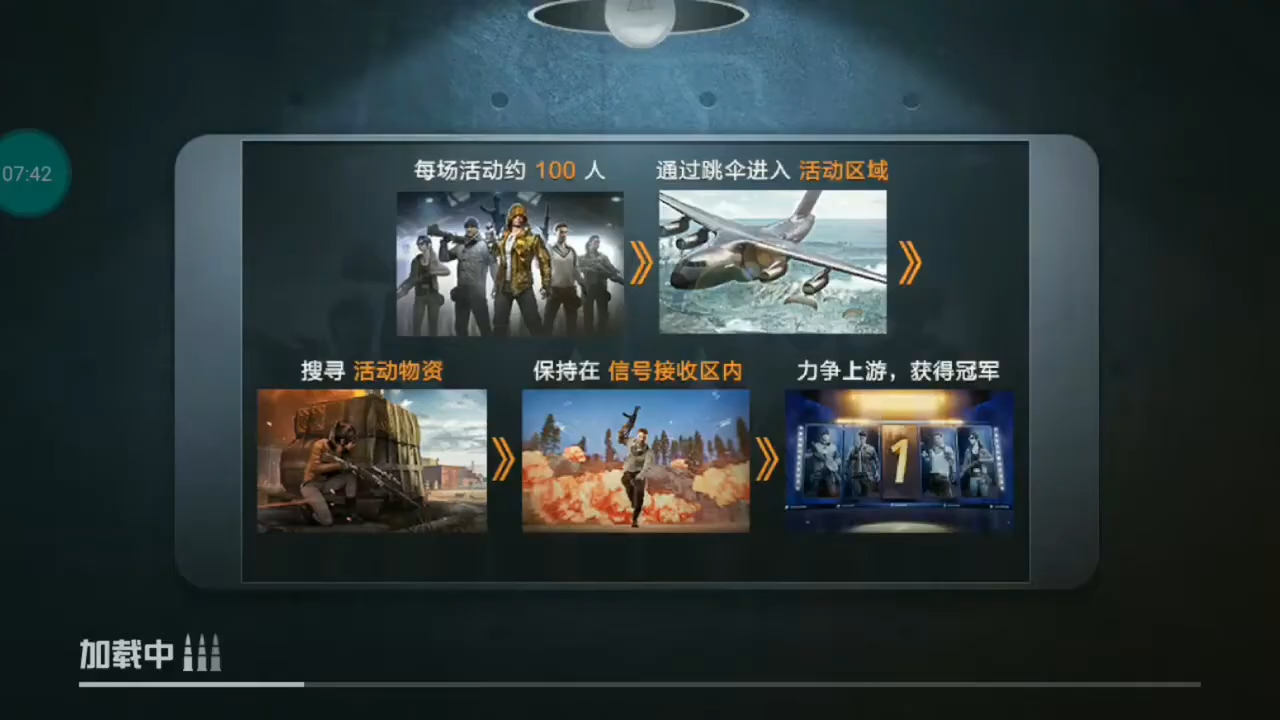 每场活动约 100 人
通过跳伞进入 活动区域
07:42
搜寻 活动物资
保持在 信号接收区内
力争上游，获得冠军
1
加载中